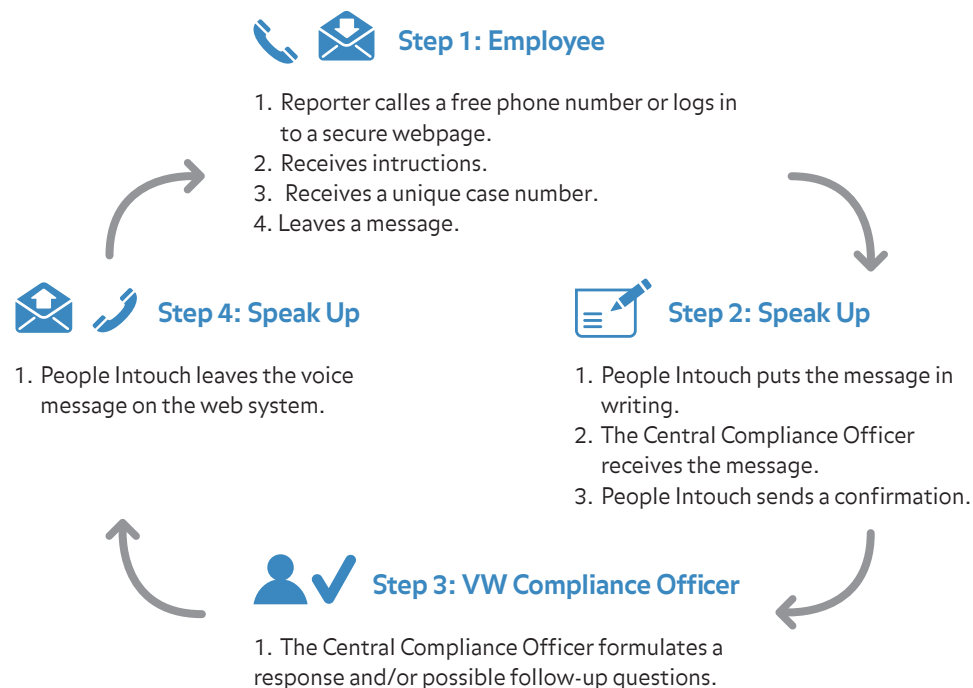 Step 1: Employee
1. Reporter calles a free phone number or logs in
to a secure webpage.
2. Receives intructions.
3. Receives a unique case number.
4. Leaves a message.
Step 2: Speak Up
1. People Intouch puts the message in
writing.
2. The Central Compliance Officer
receives the message.
3. People Intouch sends a confirmation.
Step 3: VW Compliance Officer
1. The Central Compliance Officer formulates a
response and/or possible follow-up questions.
Step 4: Speak Up
1. People Intouch leaves the voice
message on the web system.